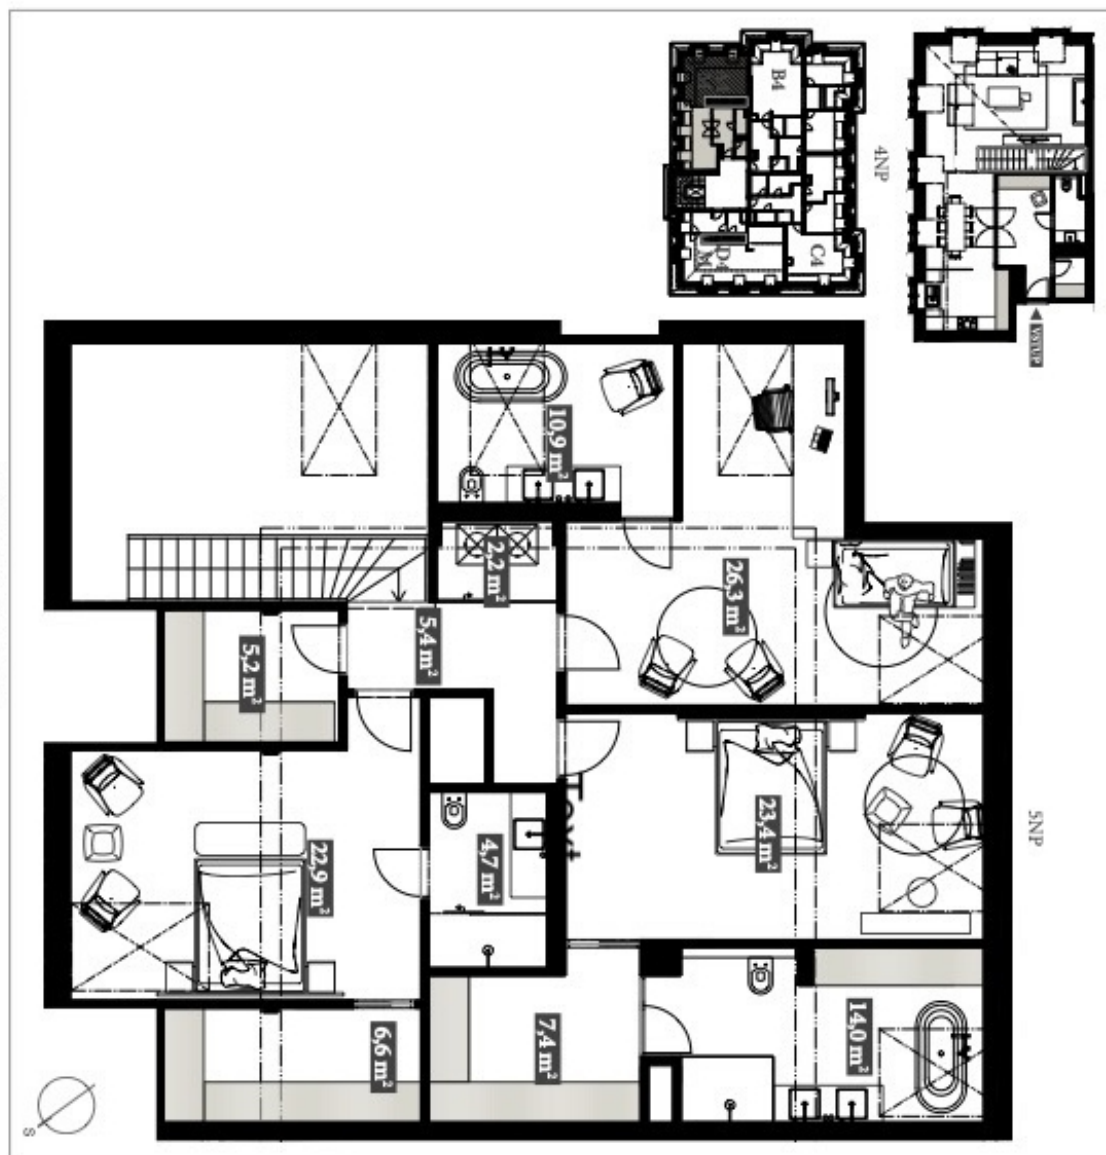 B4
4NP
C4
D4
M
VSTUP
10,9 m²
2,2 m²
26,3 m²
5,4 m²
5,2 m²
5NP
23,4 m²
Text
4,7 m²
22,9 m²
14,0 m²
7,4 m²
6,6 m²
S